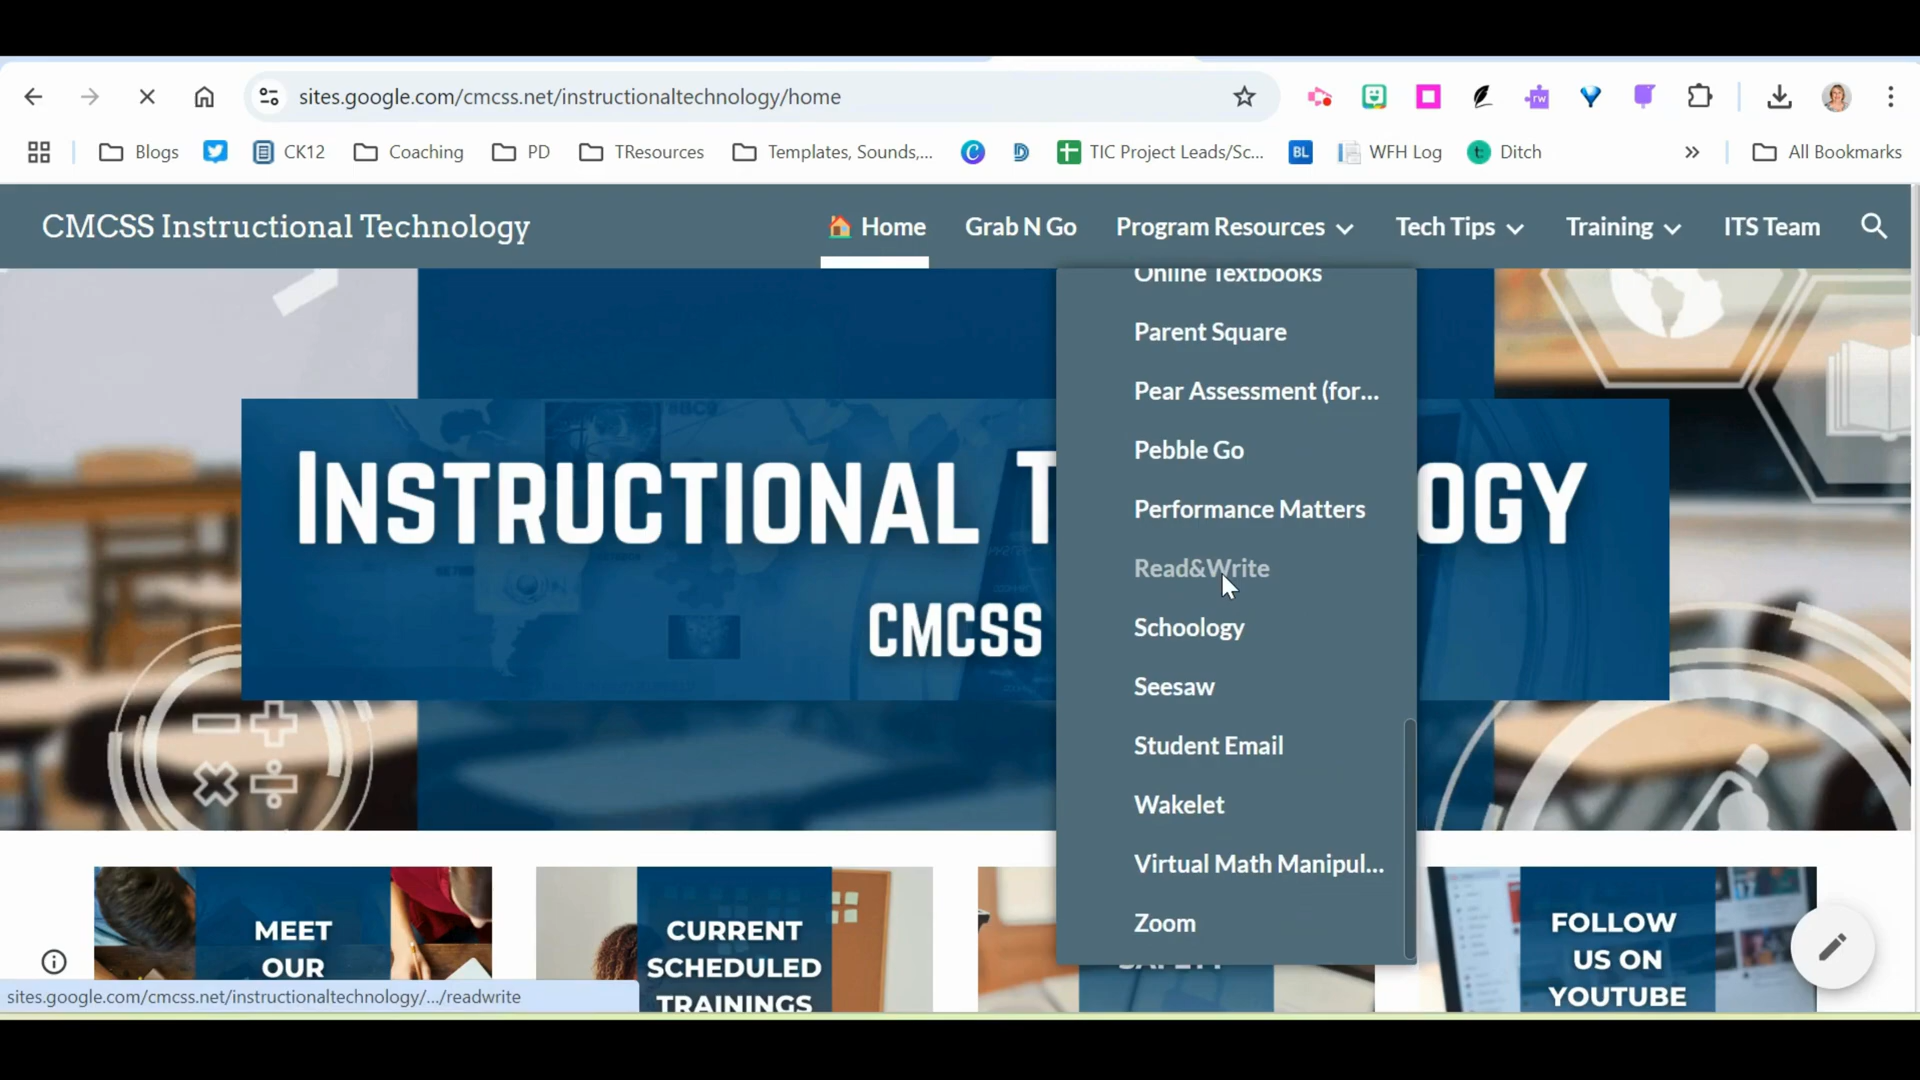 sites.google.com/cmcss.net/instructionaltechnology/home
rw
Blogs
CK12
Coaching
PD
TResources
Templates, Sounds,...
TIC Project Leads/Sc...
BL
WFH Log
Ditch
All Bookmarks
CMCSS Instructional Technology
Home
Grab N Go
Program Resources
Tech Tips
Training
ITS Team
Online Textbooks
Parent Square
Pear Assessment (for...
Pebble Go
Performance Matters
Read&Write
Schoology
Seesaw
Student Email
Wakelet
Virtual Math Manipul...
Zoom
INSTRUCTIONAL T OGY
CMCSS
MEET
OUR
CURRENT
SCHEDULED
TRAININGS
FOLLOW
US ON
YOUTUBE
sites.google.com/cmcss.net/instructionaltechnology/.../readwrite